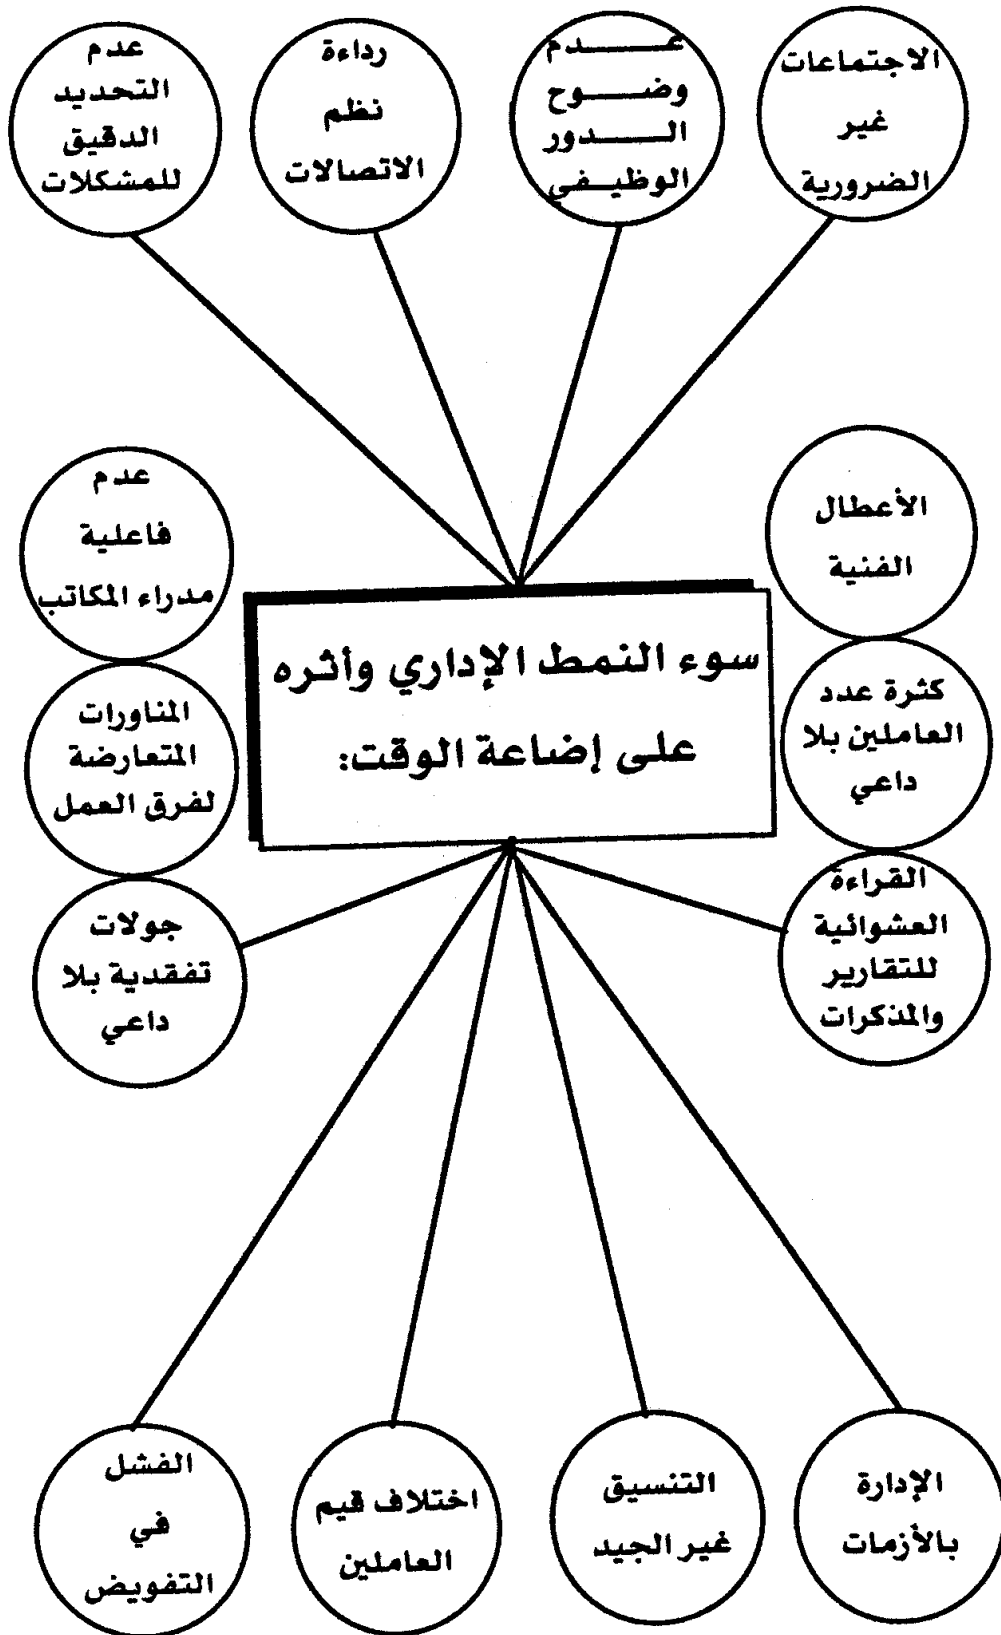 الاجتماعات
غير
الضرورية
عدم
وضوح
الدور
الوظيفي
رداءة
نظم
الاتصالات
عدم
التحديد
الدقيق
للمشكلات
الأعطال
الفنية
كثرة عدد
العاملين بلا
داعي
القراءة
العشوائية
للتقارير
والمذكرات
سوء النمط الإداري وأثره
على إضاعة الوقت:
عدم
فاعلية
مدراء المكاتب
المناورات
المتعارضة
لفرق العمل
جولات
تفقدية بلا
داعي
الإدارة
بالأزمات
التنسيق
غير الجيد
اختلاف قيم
العاملين
الفشل
في
التفويض